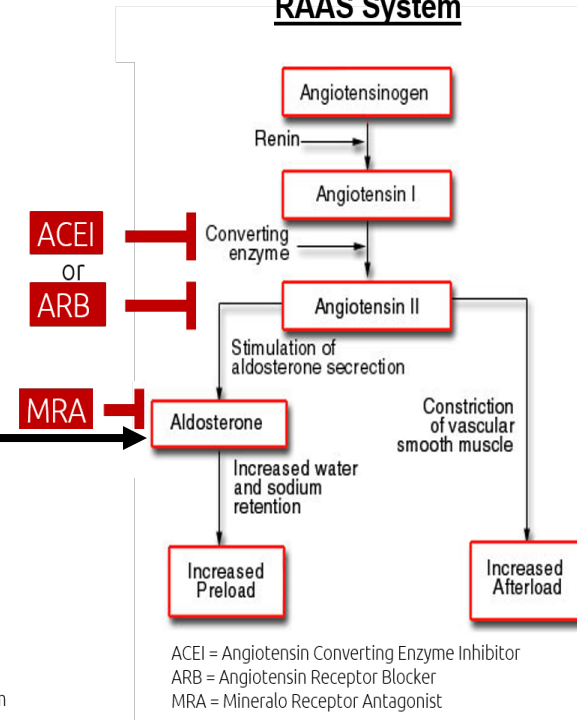 RAAS System
Angiotensinogen
Renin
Angiotensin I
ACEI
or
ARB
Converting
enzyme
Angiotensin II
Stimulation of
aldosterone secretion
MRA
Aldosterone
Constriction
of vascular
smooth muscle
Increased water
and sodium
retention
Increased
Preload
Increased
Afterload
ACEI = Angiotensin Converting Enzyme Inhibitor
ARB = Angiotensin Receptor Blocker
MRA = Mineralo Receptor Antagonist